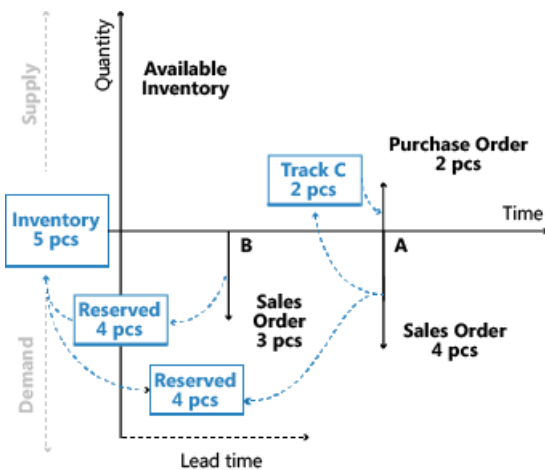 Supply
Quantity
Available
Inventory
Purchase Order
2 pcs
Track C
2 pcs
Time
Inventory
5 pcs
B
A
Reserved
4 pcs
Sales
Order
3 pcs
Sales Order
4 pcs
Reserved
4 pcs
Demand
Lead time